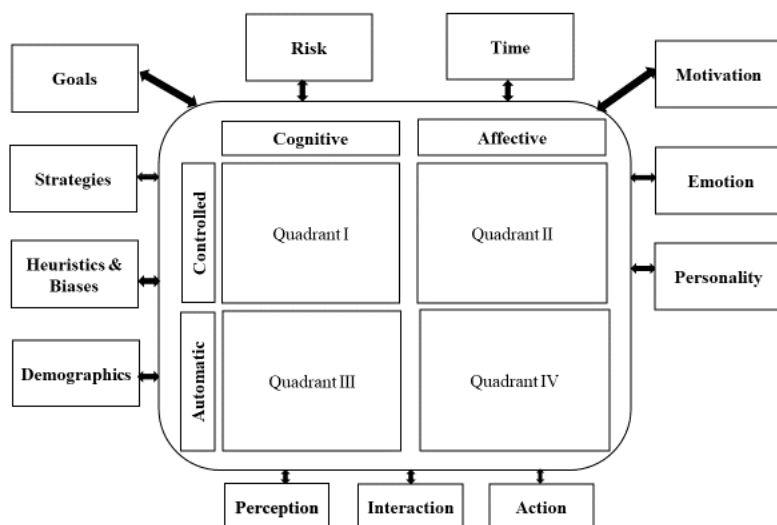 Risk
Time
Goals
Motivation
Cognitive
Affective
Strategies
Emotion
Controlled
Quadrant I
Quadrant II
Heuristics &
Biases
Personality
Automatic
Quadrant III
Quadrant IV
Demographics
Perception
Interaction
Action